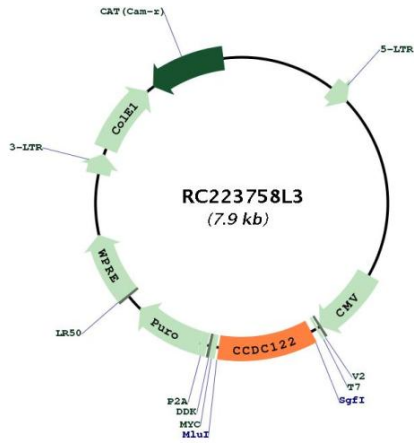 CAT(Cam-r)
5-LTR
ColE1
3-LTR
RC223758L3
(7.9 kb)
WPRE
CMV
LR50
Puro
CCDC122
V2
T7
SgfI
P2A
DDK
MYC
MluI